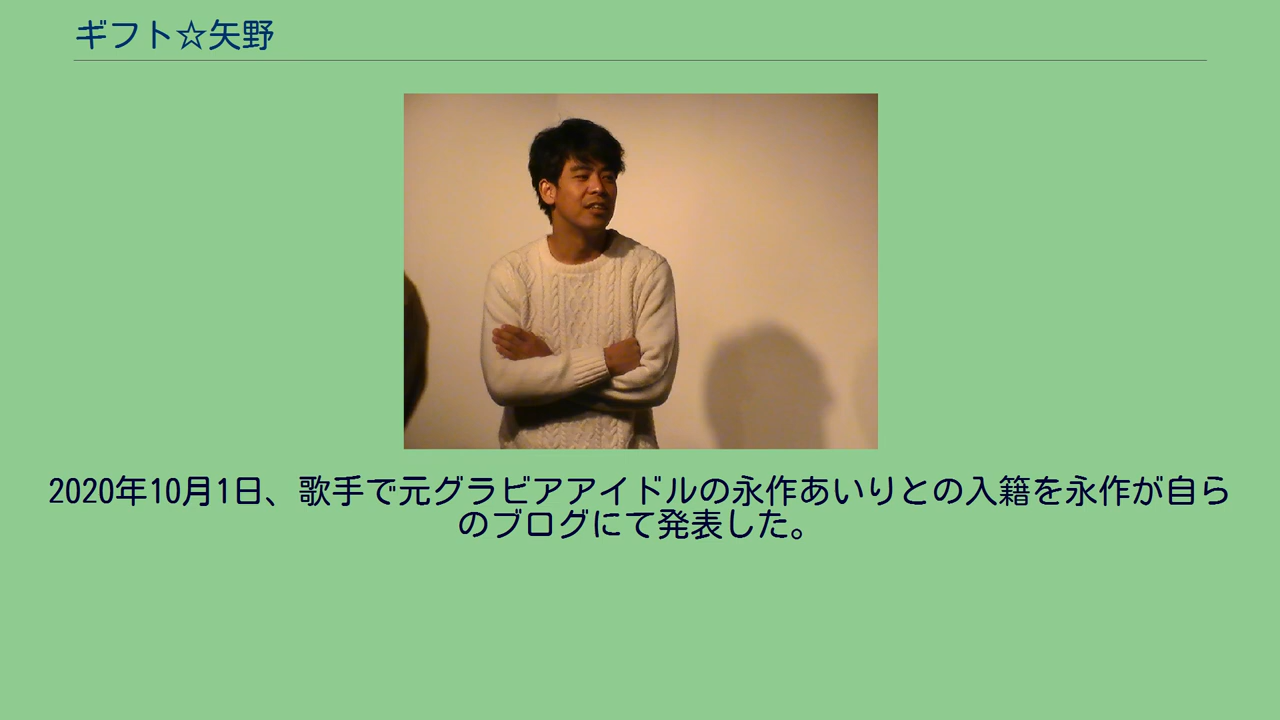 ギフト☆矢野
2020年10月1日、歌手で元グラビアアイドルの永作あいりとの入籍を永作が自ら
のブログにて発表した。